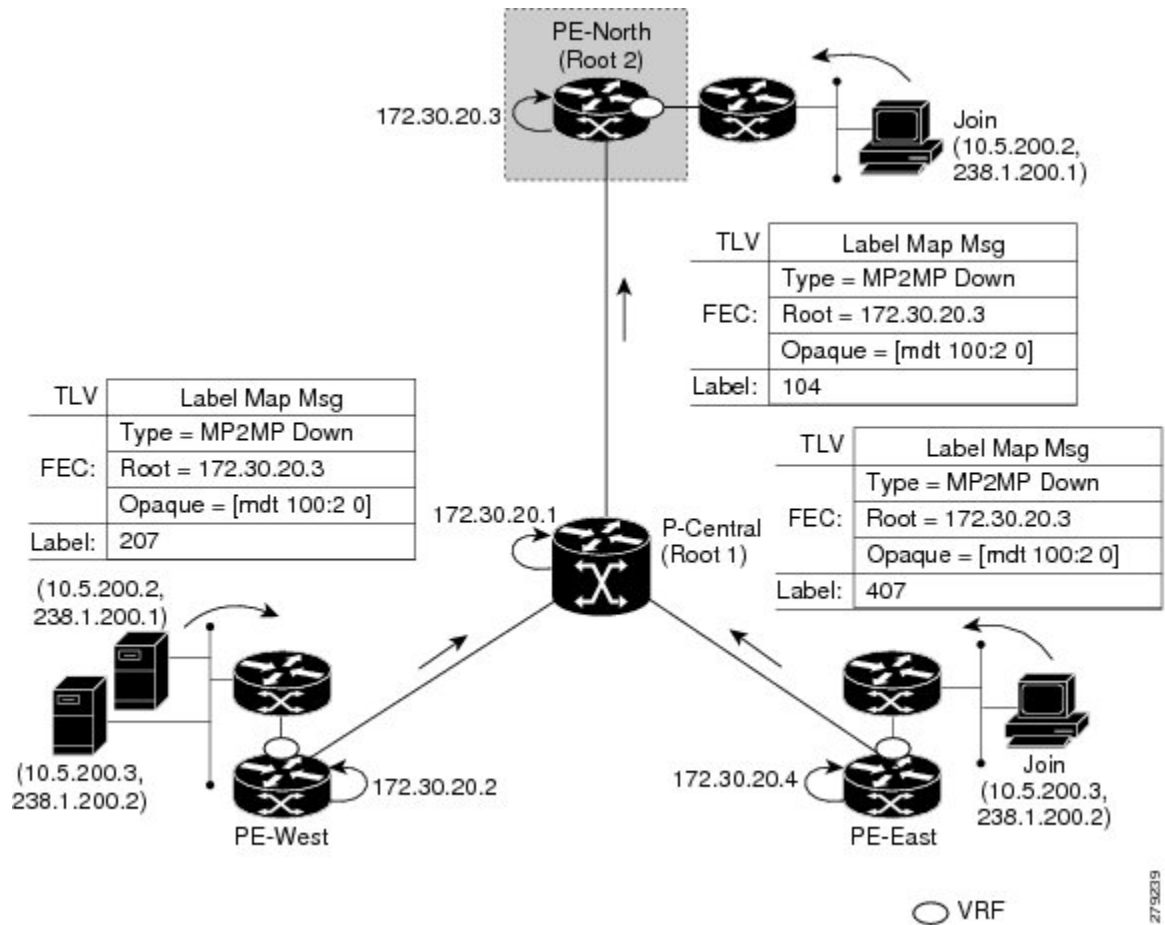 PE-North
(Root 2)
172.30.20.3
Join
(10.5.200.2,
238.1.200.1)
TLV
Label Map Msg
Type = MP2MP Down
FEC:
Root = 172.30.20.3
Opaque = [mdt 100:2 0]
Label:
104
TLV
Label Map Msg
Type = MP2MP Down
FEC:
Root = 172.30.20.3
Opaque = [mdt 100:2 0]
Label:
207
TLV
Label Map Msg
Type = MP2MP Down
FEC:
Root = 172.30.20.3
Opaque = [mdt 100:2 0]
Label:
407
172.30.20.1
P-Central
(Root 1)
(10.5.200.2,
238.1.200.1)
(10.5.200.3,
238.1.200.2)
172.30.20.2
PE-West
172.30.20.4
PE-East
Join
(10.5.200.3,
238.1.200.2)
VRF
279239